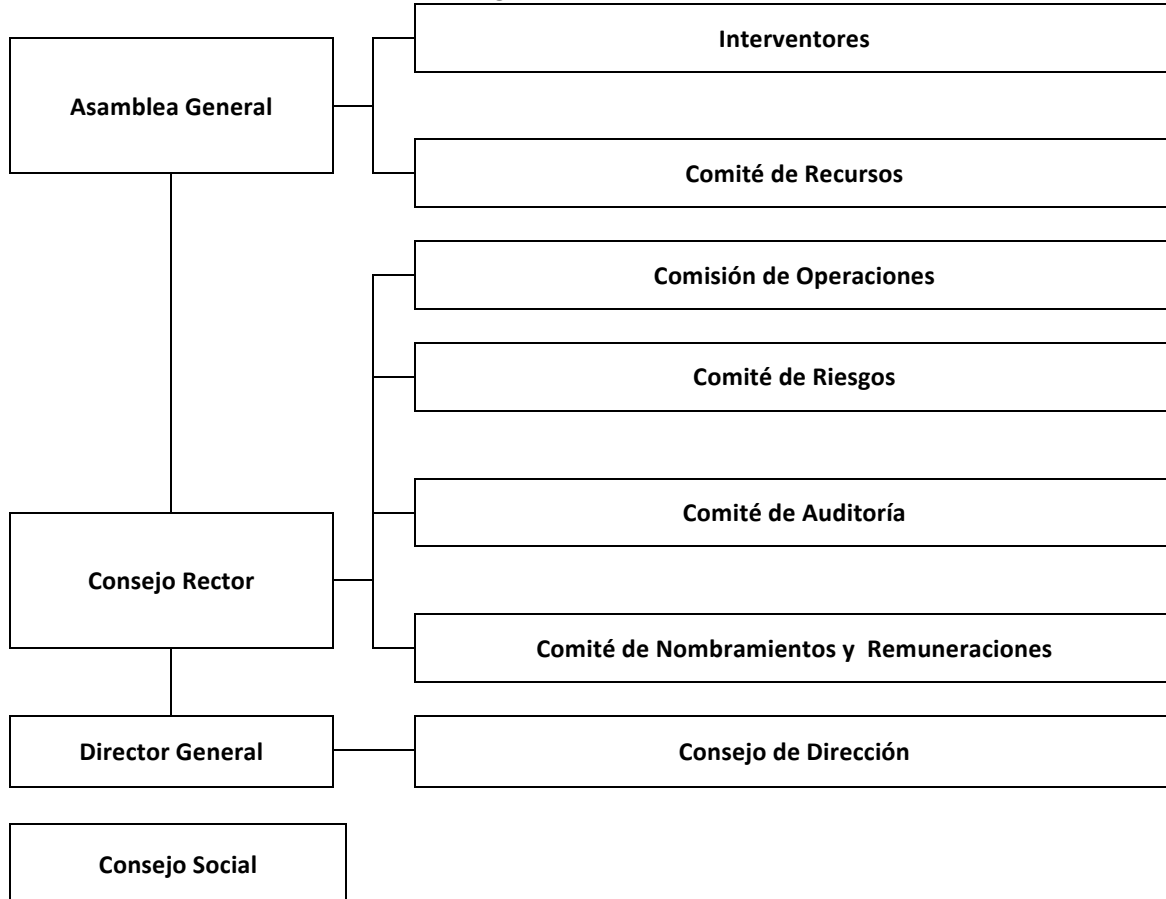 Interventores
Asamblea General
Comité de Recursos
Comisión de Operaciones
Comité de Riesgos
Comité de Auditoría
Consejo Rector
Comité de Nombramientos y  Remuneraciones
Director General
Consejo de Dirección
Consejo Social